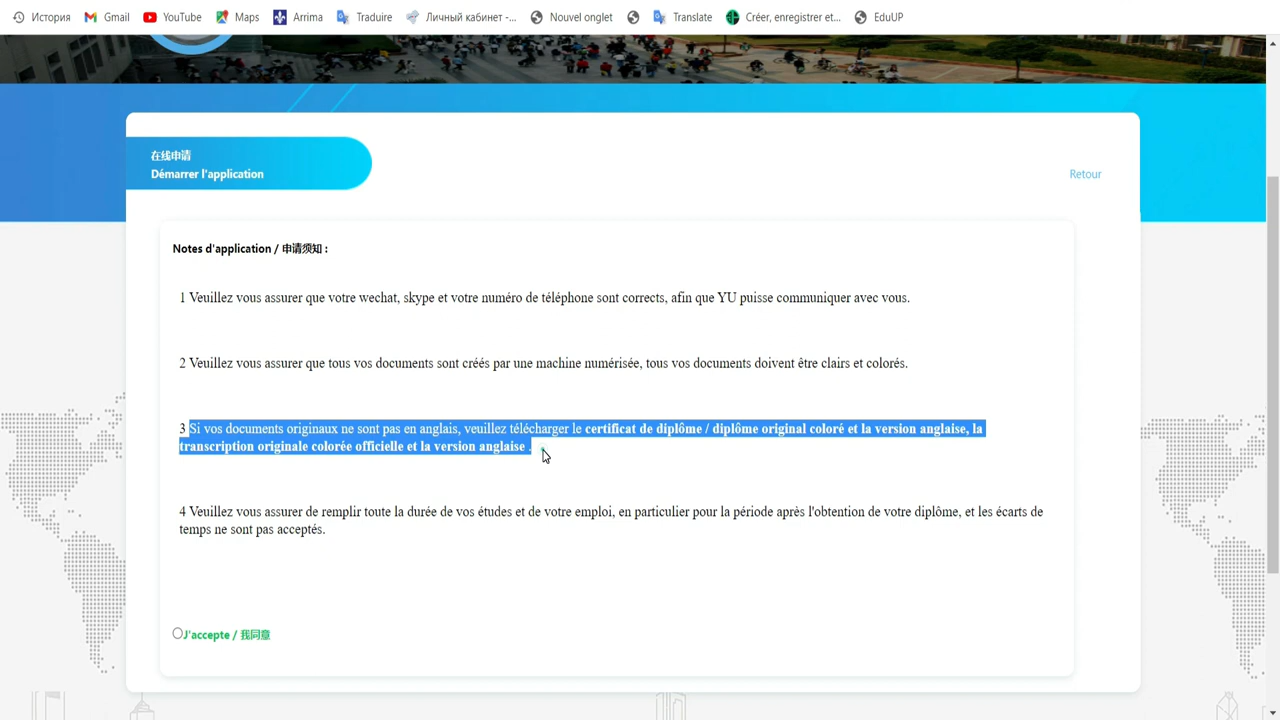 История
Gmail
YouTube
Maps
Arrima
Traduire
Личный кабинет -...
Nouvel onglet
Translate
Créer, enregistrer et...
EduUP
在线申请
Démarrer l'application
Retour
Notes d'application / 申请须知 :
1 Veuillez vous assurer que votre wechat, skype et votre numéro de téléphone sont corrects, afin que YU puisse communiquer avec vous.
2 Veuillez vous assurer que tous vos documents sont créés par une machine numérisée, tous vos documents doivent être clairs et colorés.
3 Si vos documents originaux ne sont pas en anglais, veuillez télécharger le certificat de diplôme / diplôme original coloré et la version anglaise, la
transcription originale colorée officielle et la version anglaise .
4 Veuillez vous assurer de remplir toute la durée de vos études et de votre emploi, en particulier pour la période après l'obtention de votre diplôme, et les écarts de
temps ne sont pas acceptés.
J'accepte / 我同意